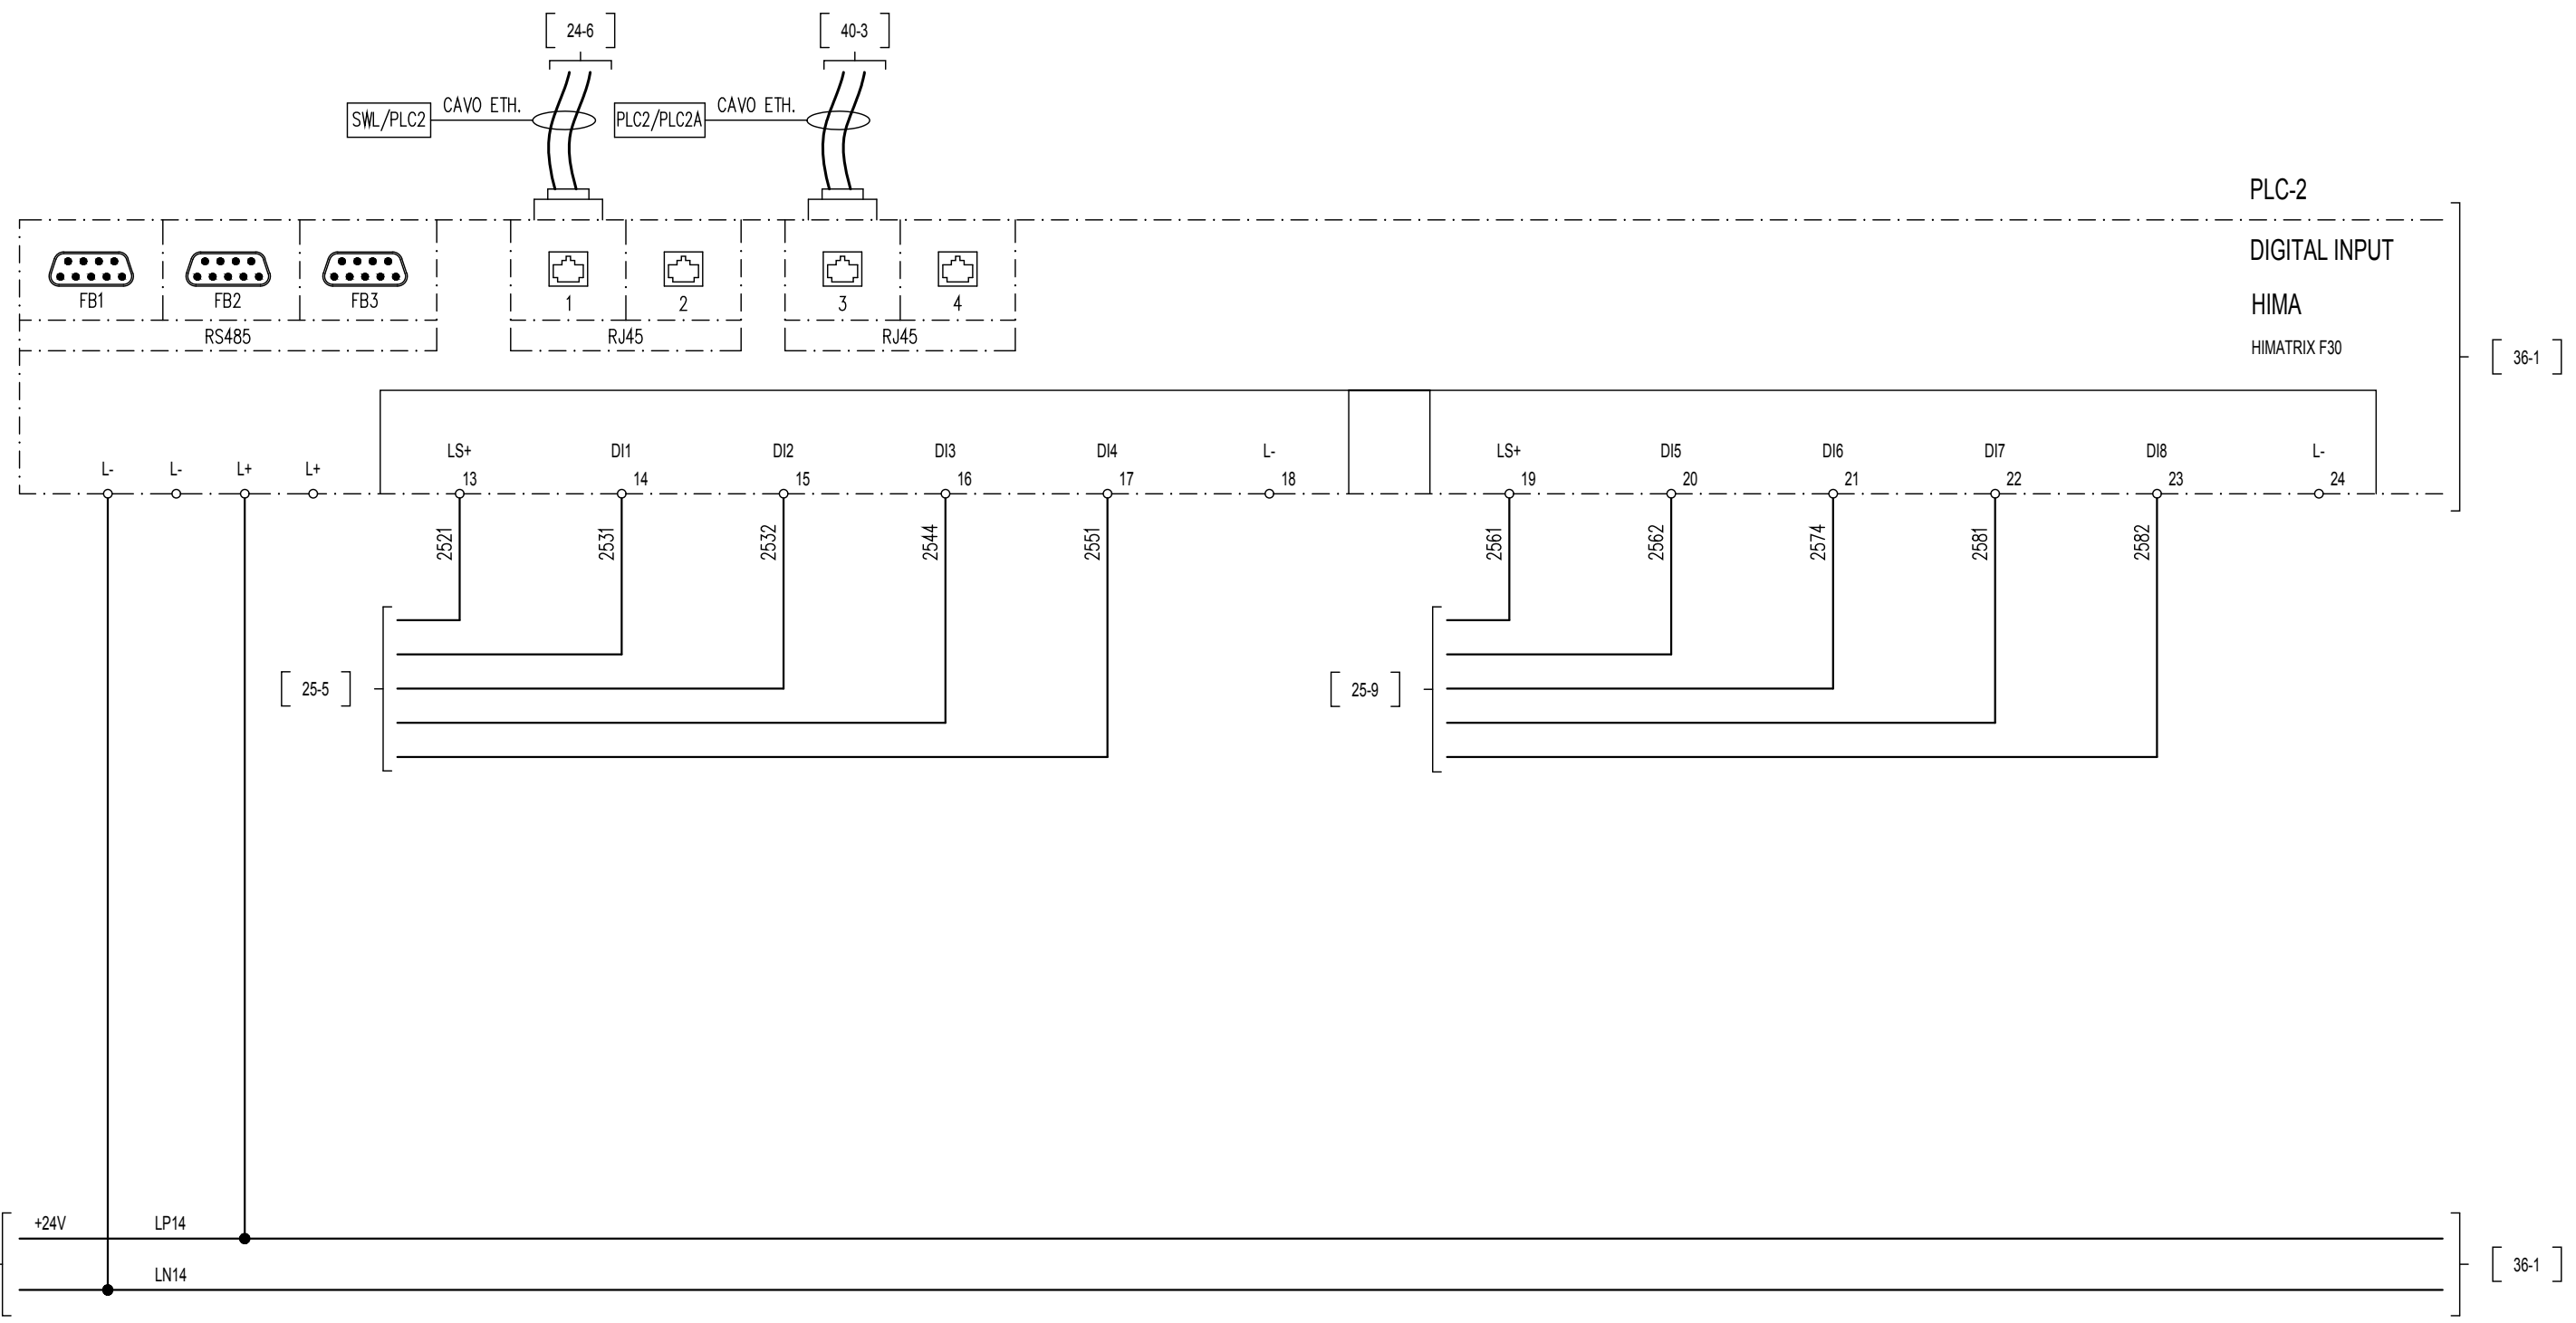 24-6
40-3
SWL/PLC2
CAVO ETH.
PLC2/PLC2A
CAVO ETH.
PLC-2
DIGITAL INPUT
HIMA
HIMATRIX F30
FB1
FB2
FB3
1
2
3
4
RS485
RJ45
RJ45
36-1
L-
L-
L+
L+
LS+
DI1
DI2
DI3
DI4
L-
LS+
DI5
DI6
DI7
DI8
L-
13
14
15
16
17
18
19
20
21
22
23
24
2521
2531
2532
2544
2551
2561
2562
2574
2581
2582
25-5
25-9
+24V
LP14
LN14
36-1